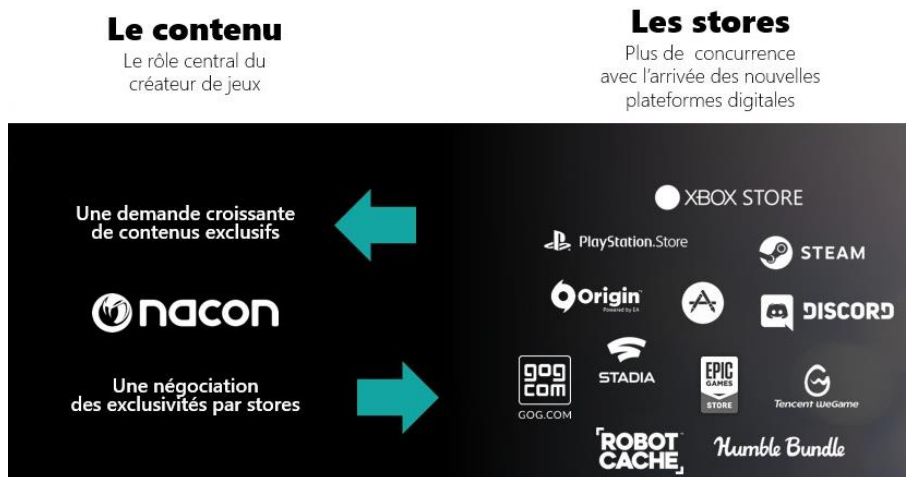 Le contenu
Le rôle central du
créateur de jeux
Les stores
Plus de concurrence
avec l'arrivée des nouvelles
plateformes digitales
Une demande croissante
de contenus exclusifs
nacon
Une négociation
des exclusivités par stores
XBOX STORE
PlayStation.Store
STEAM
Origin
Powered by EA
DISCORD
STADIA
gog
com
GOG.COM
EPIC
GAMES
STORE
Tencent WeGame
ROBOT
CACHE
Humble Bundle